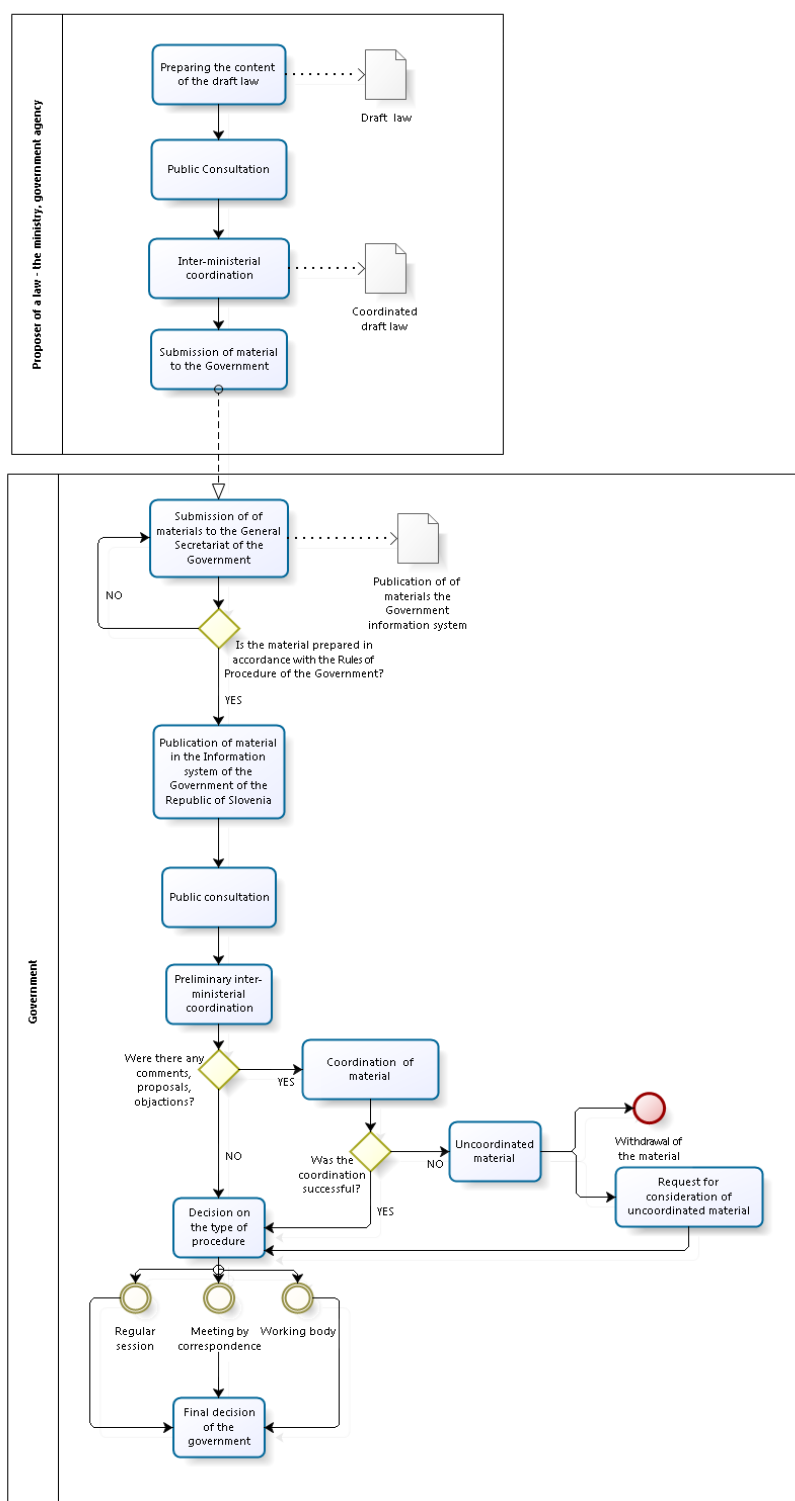 Proposer of a law - the ministry, government agency
Preparing the content
of the draft law
Draft law
Public Consultation
Inter-ministerial
coordination
Coordinated
draft law
Submission of material
to the Government
Government
Submission of of
materials to the General
Secretariat of the
Government
Publication of of
materials the
Government
information system
NO
Is the material prepared in
accordance with the Rules of
Procedure of the Government?
YES
Publication of material
in the Information
system of the
Government of the
Republic of Slovenia
Public consultation
Preliminary inter-
ministerial
coordination
Were there any
comments,
proposals,
objactions?
YES
Coordination of
material
NO
Was the
coordination
successful?
NO
YES
Uncoordinated
material
Withdrawal of
the material
Request for
consideration of
uncoordinated material
Decision on
the type of
procedure
Regular
session
Meeting by
correspondence
Working body
Final decision
of the
government